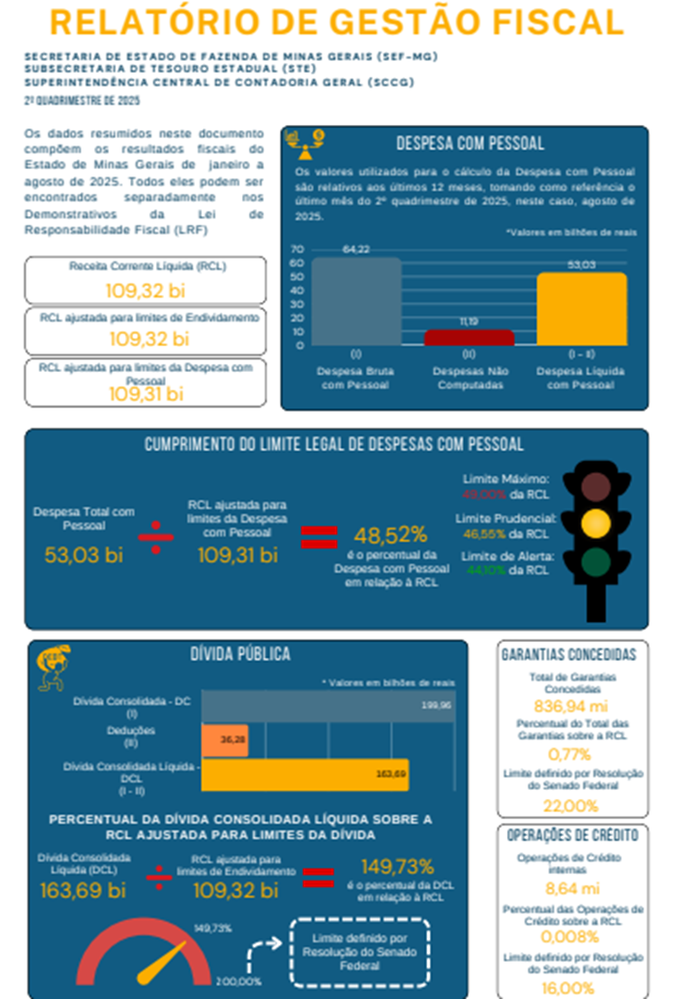 RELATÓRIO DE GESTÃO FISCAL
SECRETARIA DE ESTADO DE FAZENDA DE MINAS GERAIS (SEF-MG)
SUBSECRETARIA DE TESOURO ESTADUAL (STE)
SUPERINTENDÊNCIA CENTRAL DE CONTADORIA GERAL (SCCG)
2º QUADRIMESTRE DE 2025
Os dados resumidos neste documento
compõem os resultados fiscais do
Estado de Minas Gerais de janeiro a
agosto de 2025. Todos eles podem ser
encontrados separadamente nos
Demonstrativos da Lei de
Responsabilidade Fiscal (LRF)
Receita Corrente Líquida (RCL)
109,32 bi
RCL ajustada para limites de Endividamento
109,32 bi
RCL ajustada para limites da Despesa com
Pessoal
109,31 bi
DESPESA COM PESSOAL
Os valores utilizados para o cálculo da Despesa com Pessoal
são relativos aos últimos 12 meses, tomando como referência o
último mês do 2º quadrimestre de 2025, neste caso, agosto de
2025.
*Valores em bilhões de reais
70
60
50
40
30
20
10
0
64,22
11,19
53,03
(I)
Despesa Bruta
com Pessoal
(II)
Despesas Não
Computadas
(I - II)
Despesa Líquida
com Pessoal
CUMPRIMENTO DO LIMITE LEGAL DE DESPESAS COM PESSOAL
Despesa Total com
Pessoal
53,03 bi
RCL ajustada para
limites da Despesa
com Pessoal
109,31 bi
48,52%
é o percentual da
Despesa com Pessoal
em relação à RCL
Limite Máximo:
49,00% da RCL
Limite Prudencial:
46,55% da RCL
Limite de Alerta:
44,10% da RCL
DEBT
DÍVIDA PÚBLICA
* Valores em bilhões de reais
Dívida Consolidada - DC
(I)
199,96
Deduções
(II)
36,28
Dívida Consolidada Líquida -
DCL
(I - II)
163,69
PERCENTUAL DA DÍVIDA CONSOLIDADA LÍQUIDA SOBRE A
RCL AJUSTADA PARA LIMITES DA DÍVIDA
Dívida Consolidada
Líquida (DCL)
163,69 bi
RCL ajustada para
limites de Endividamento
109,32 bi
149,73%
é o percentual da DCL
em relação à RCL
149,73%
200,00%
Limite definido por
Resolução do Senado
Federal
GARANTIAS CONCEDIDAS
Total de Garantias
Concedidas
836,94 mi
Percentual do Total das
Garantias sobre a RCL
0,77%
Limite definido por Resolução
do Senado Federal
22,00%
OPERAÇÕES DE CRÉDITO
Operações de Crédito
internas
8,64 mi
Percentual das Operações de
Crédito sobre a RCL
0,008%
Limite definido por Resolução
do Senado Federal
16,00%